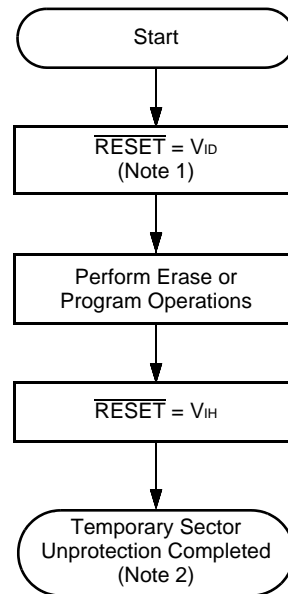 Start
RESET = VID
(Note 1)
Perform Erase or
Program Operations
RESET = VIH
Temporary Sector
Unprotection Completed
(Note 2)